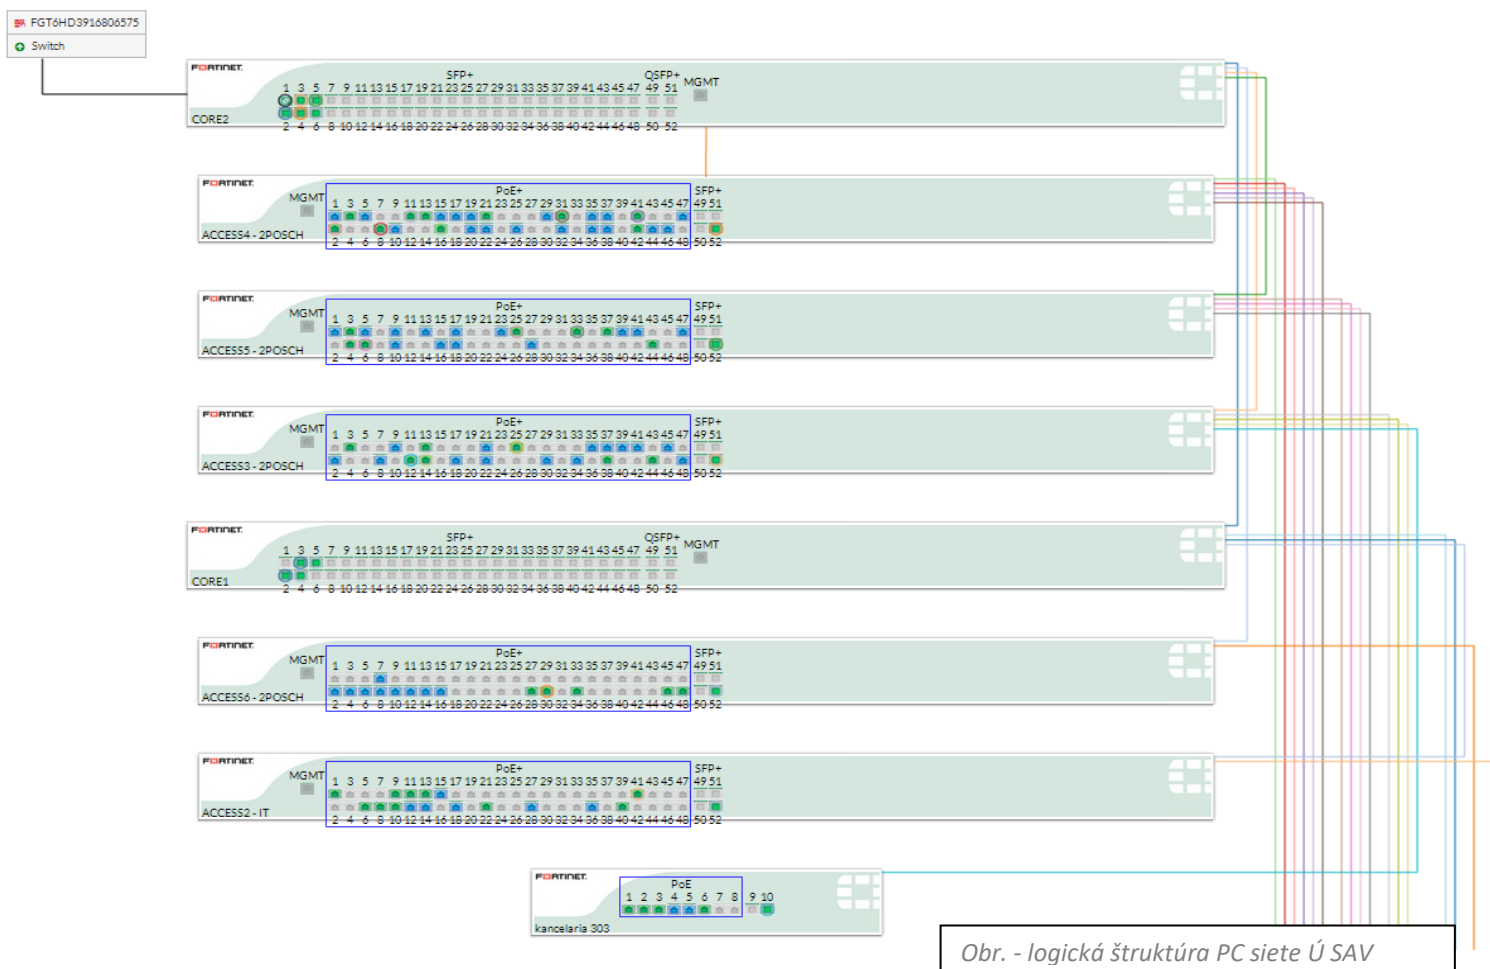 FGT6HD3916806575
Switch
FORTINET
SFP+ QSFP+
1 3 5 7 9 11 13 15 17 19 21 23 25 27 29 31 33 35 37 39 41 43 45 47 49 51 MGMT
CORE2
2 4 6 8 10 12 14 16 18 20 22 24 26 28 30 32 34 36 38 40 42 44 46 48 50 52
FORTINET
PoE+ SFP+
MGMT 1 3 5 7 9 11 13 15 17 19 21 23 25 27 29 31 33 35 37 39 41 43 45 47 49 51
ACCESS4 - 2POSCH
2 4 6 8 10 12 14 16 18 20 22 24 26 28 30 32 34 36 38 40 42 44 46 48 50 52
FORTINET
PoE+ SFP+
MGMT 1 3 5 7 9 11 13 15 17 19 21 23 25 27 29 31 33 35 37 39 41 43 45 47 49 51
ACCESS5 - 2POSCH
2 4 6 8 10 12 14 16 18 20 22 24 26 28 30 32 34 36 38 40 42 44 46 48 50 52
FORTINET
PoE+ SFP+
MGMT 1 3 5 7 9 11 13 15 17 19 21 23 25 27 29 31 33 35 37 39 41 43 45 47 49 51
ACCESS3 - 2POSCH
2 4 6 8 10 12 14 16 18 20 22 24 26 28 30 32 34 36 38 40 42 44 46 48 50 52
FORTINET
SFP+ QSFP+
1 3 5 7 9 11 13 15 17 19 21 23 25 27 29 31 33 35 37 39 41 43 45 47 49 51 MGMT
CORE1
2 4 6 8 10 12 14 16 18 20 22 24 26 28 30 32 34 36 38 40 42 44 46 48 50 52
FORTINET
PoE+ SFP+
MGMT 1 3 5 7 9 11 13 15 17 19 21 23 25 27 29 31 33 35 37 39 41 43 45 47 49 51
ACCESS6 - 2POSCH
2 4 6 8 10 12 14 16 18 20 22 24 26 28 30 32 34 36 38 40 42 44 46 48 50 52
FORTINET
PoE+ SFP+
MGMT 1 3 5 7 9 11 13 15 17 19 21 23 25 27 29 31 33 35 37 39 41 43 45 47 49 51
ACCESS2 - IT
2 4 6 8 10 12 14 16 18 20 22 24 26 28 30 32 34 36 38 40 42 44 46 48 50 52
FORTINET
PoE
1 2 3 4 5 6 7 8 9 10
kancelaria 303
Obr. - logická štruktúra PC siete Ú SAV